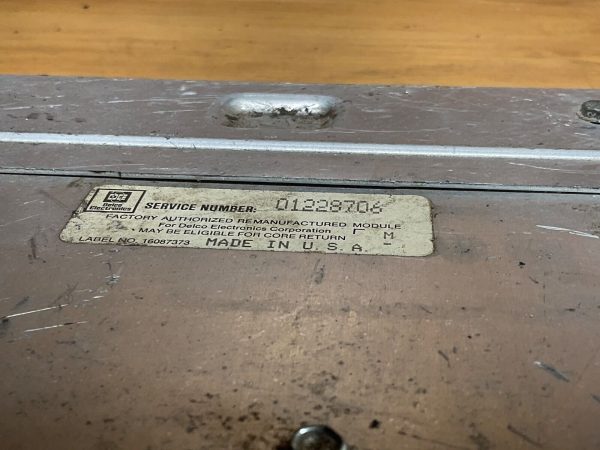 DE
Delco
Electronics
SERVICE NUMBER: 01228706
FACTORY AUTHORIZED REMANUFACTURED MODULE
For Delco Electronics Corporation
• MAY BE ELIGIBLE FOR CORE RETURN M
LABEL NO. 16087373 MADE IN U.S.A.